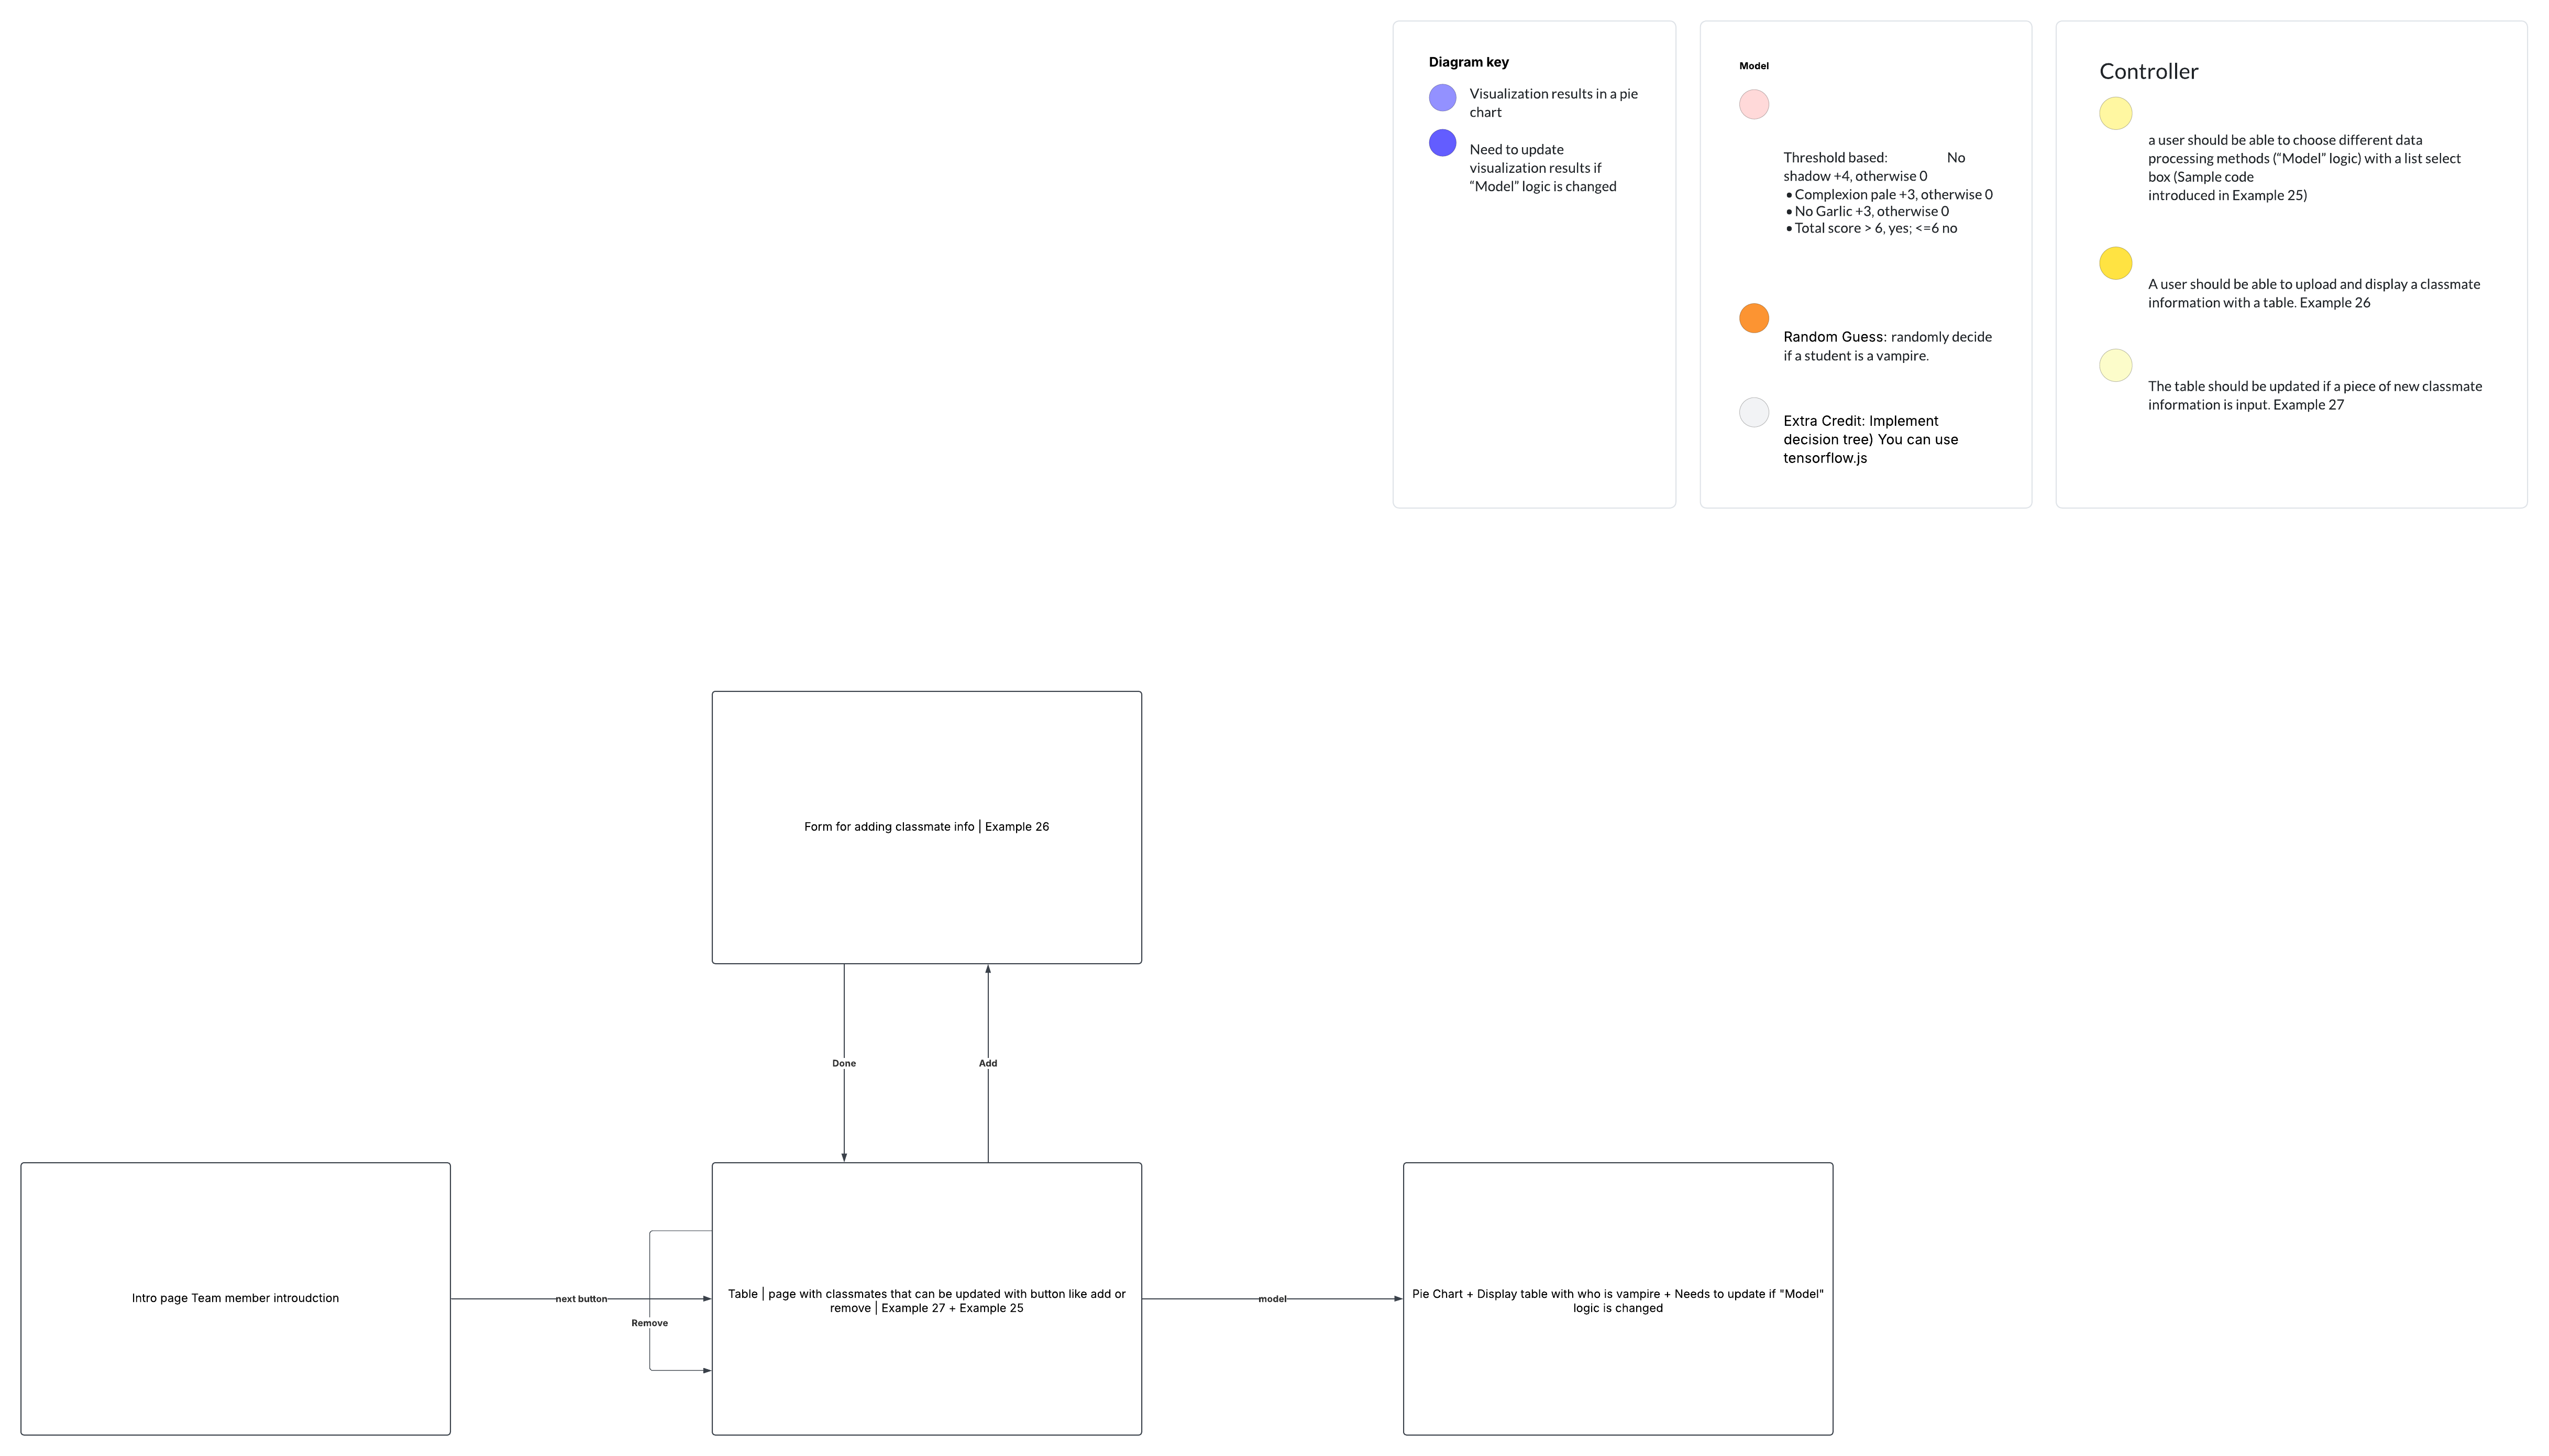 Diagram key
Visualization results in a pie
chart
Need to update
visualization results if
“Model” logic is changed
Model
Threshold based: No
shadow +4, otherwise 0
• Complexion pale +3, otherwise 0
• No Garlic +3, otherwise 0
• Total score > 6, yes; <=6 no
Random Guess: randomly decide
if a student is a vampire.
Extra Credit: Implement
decision tree) You can use
tensorflow.js
Controller
a user should be able to choose different data
processing methods (“Model” logic) with a list select
box (Sample code
introduced in Example 25)
A user should be able to upload and display a classmate
information with a table. Example 26
The table should be updated if a piece of new classmate
information is input. Example 27
Form for adding classmate info | Example 26
Done
Add
Intro page Team member introudction
next button
Remove
Table | page with classmates that can be updated with button like add or
remove | Example 27 + Example 25
model
Pie Chart + Display table with who is vampire + Needs to update if "Model"
logic is changed